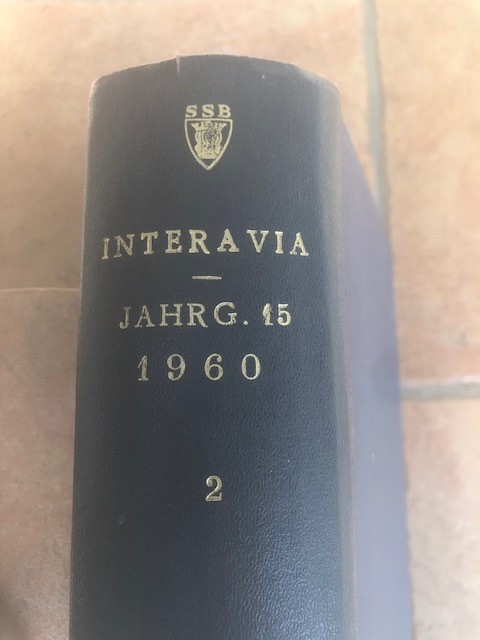 SSB
INTERAVIA
JAHRG. 15
1960
2